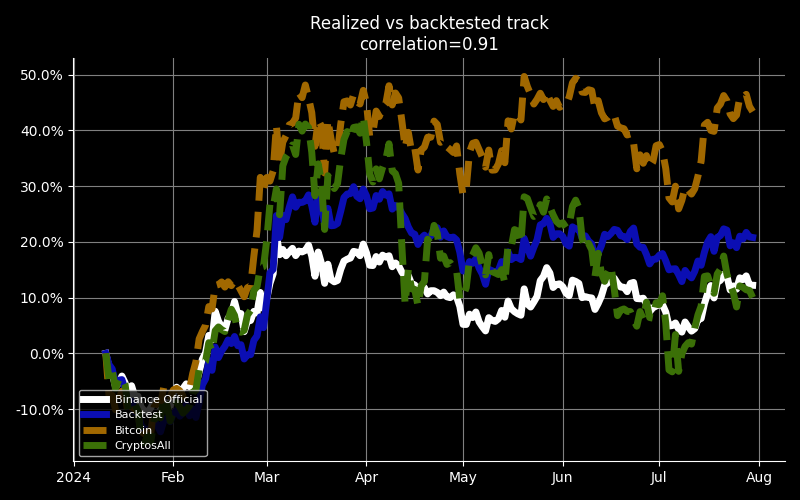 Realized vs backtested track
correlation=0.91
50.0%
40.0%
30.0%
20.0%
10.0%
0.0%
-10.0%
Binance Official
Backtest
Bitcoin
CryptosAll
2024 Feb Mar Apr May Jun Jul Aug